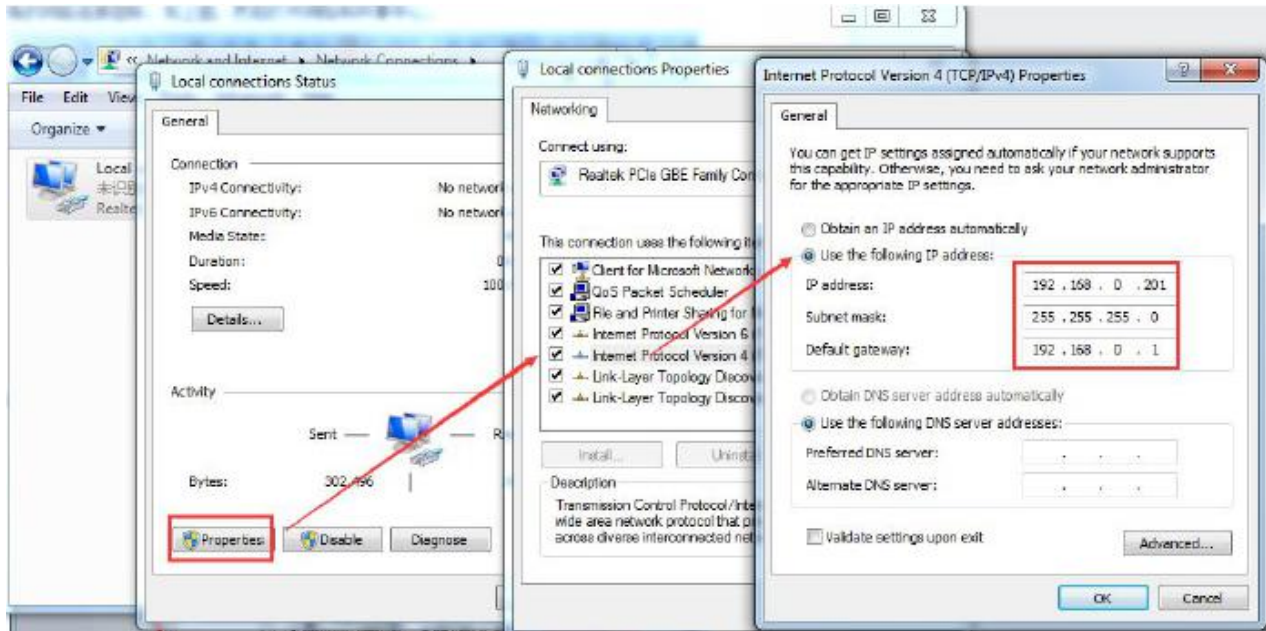 Network and Internet ▸ Network Connections ▸
File Edit View
Organize
Local
Realte
Local connections Status
General
Connection
IPv4 Connectivity: No network
IPv6 Connectivity: No network
Media State:
Duration:
Speed: 100
Details...
Activity
Sent
Bytes: 302,496
Properties
Disable
Diagnose
Local connections Properties
Networking
Connect using:
Realtek PCIe GBE Family Con
This connection uses the following ite
Client for Microsoft Network
QoS Packet Scheduler
File and Printer Sharing for
Internet Protocol Version 6
Internet Protocol Version 4
Link-Layer Topology Discov
Link-Layer Topology Discov
Install...
Uninsta
Description
Transmission Control Protocol/Inte
wide area network protocol that p
across diverse interconnected net
Internet Protocol Version 4 (TCP/IPv4) Properties
General
You can get IP settings assigned automatically if your network supports
this capability. Otherwise, you need to ask your network administrator
for the appropriate IP settings.
Obtain an IP address automatically
Use the following IP address:
IP address: 192 . 168 . 0 . 201
Subnet mask: 255 . 255 . 255 . 0
Default gateway: 192 . 168 . 0 . 1
Obtain DNS server address automatically
Use the following DNS server addresses:
Preferred DNS server: . . .
Alternate DNS server: . . .
Validate settings upon exit
Advanced...
OK
Cancel